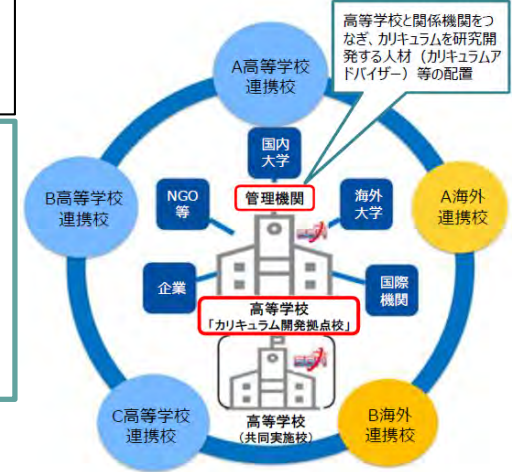 高等学校と関係機関をつ
なぎ、カリキュラムを研究開
発する人材（カリキュラムア
ドバイザー）等の配置
A高等学校
連携校
国内
大学
B高等学校
連携校
NGO
等
管理機関
海外
大学
A海外
連携校
企業
国際
機関
高等学校
「カリキュラム開発拠点校」
C高等学校
連携校
高等学校
（共同実施校）
B海外
連携校